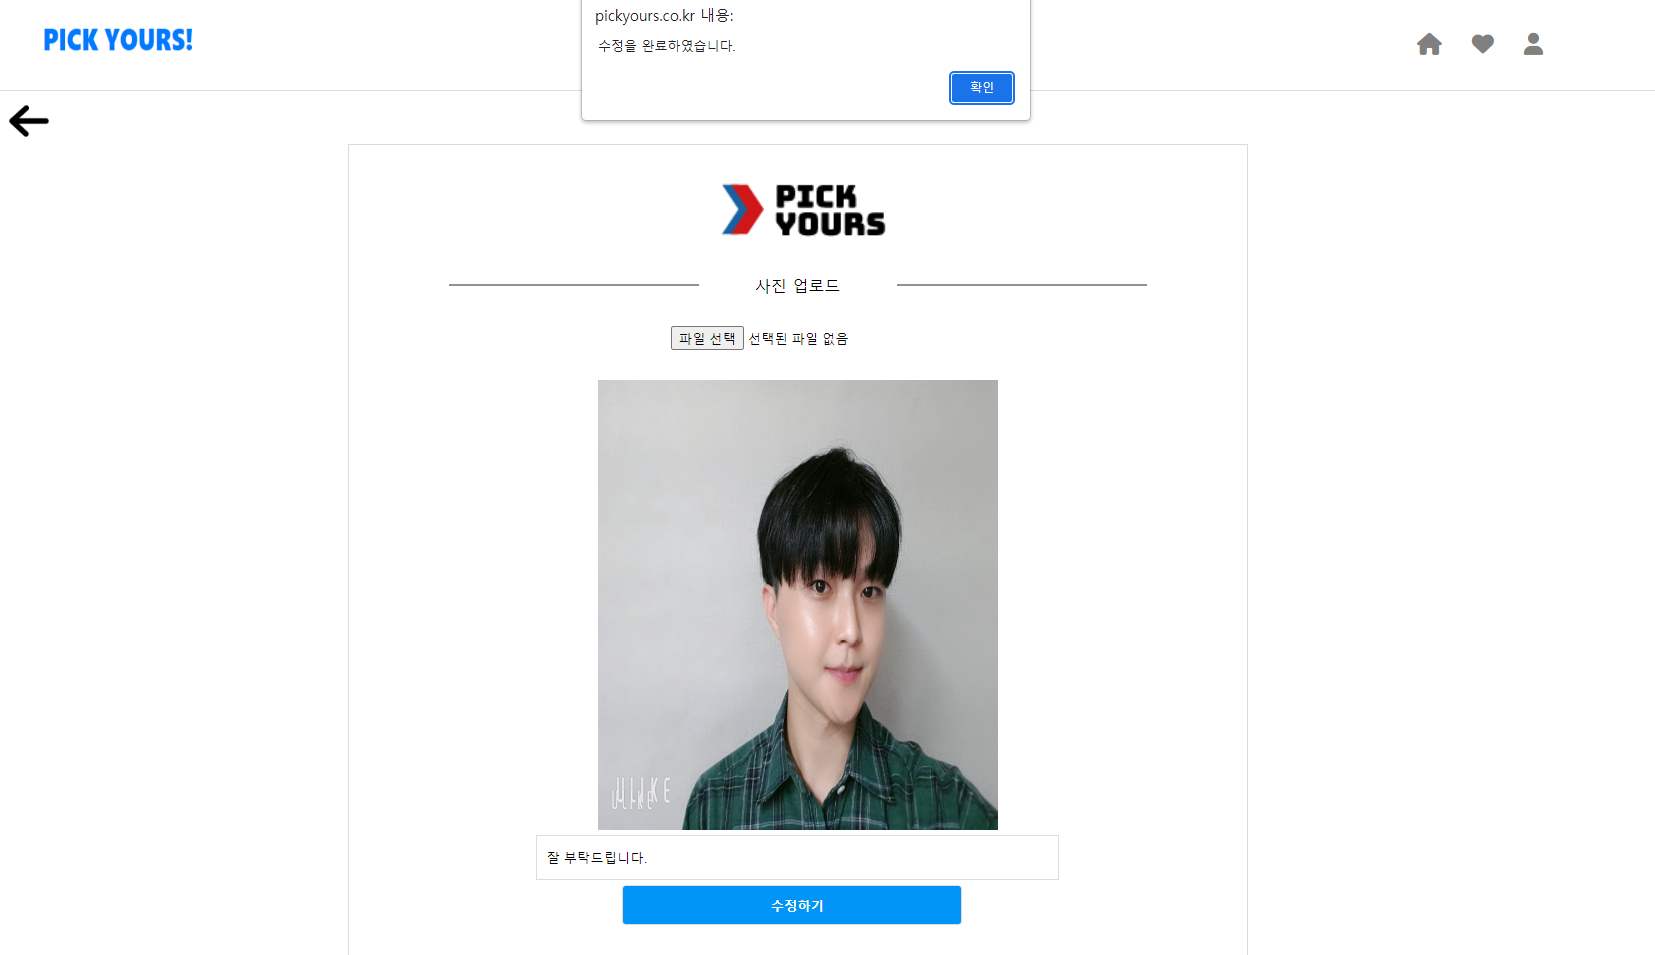 PICK YOURS!
pickyours.co.kr 내용:
수정을 완료하였습니다.
확인
PICK
YOURS
사진 업로드
파일 선택 선택된 파일 없음
ULIKE
ULIKE
잘 부탁드립니다.
수정하기